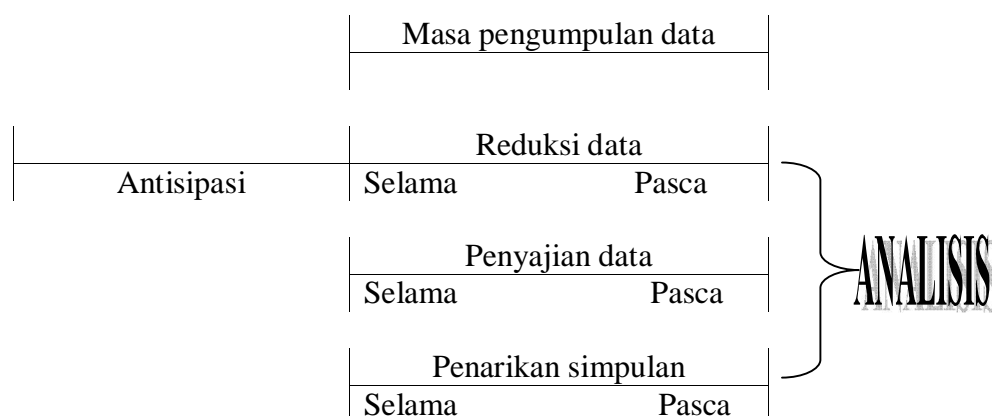 Masa pengumpulan data
Reduksi data
Antisipasi Selama Pasca
Penyajian data
Selama Pasca
ANALISIS
Penarikan simpulan
Selama Pasca